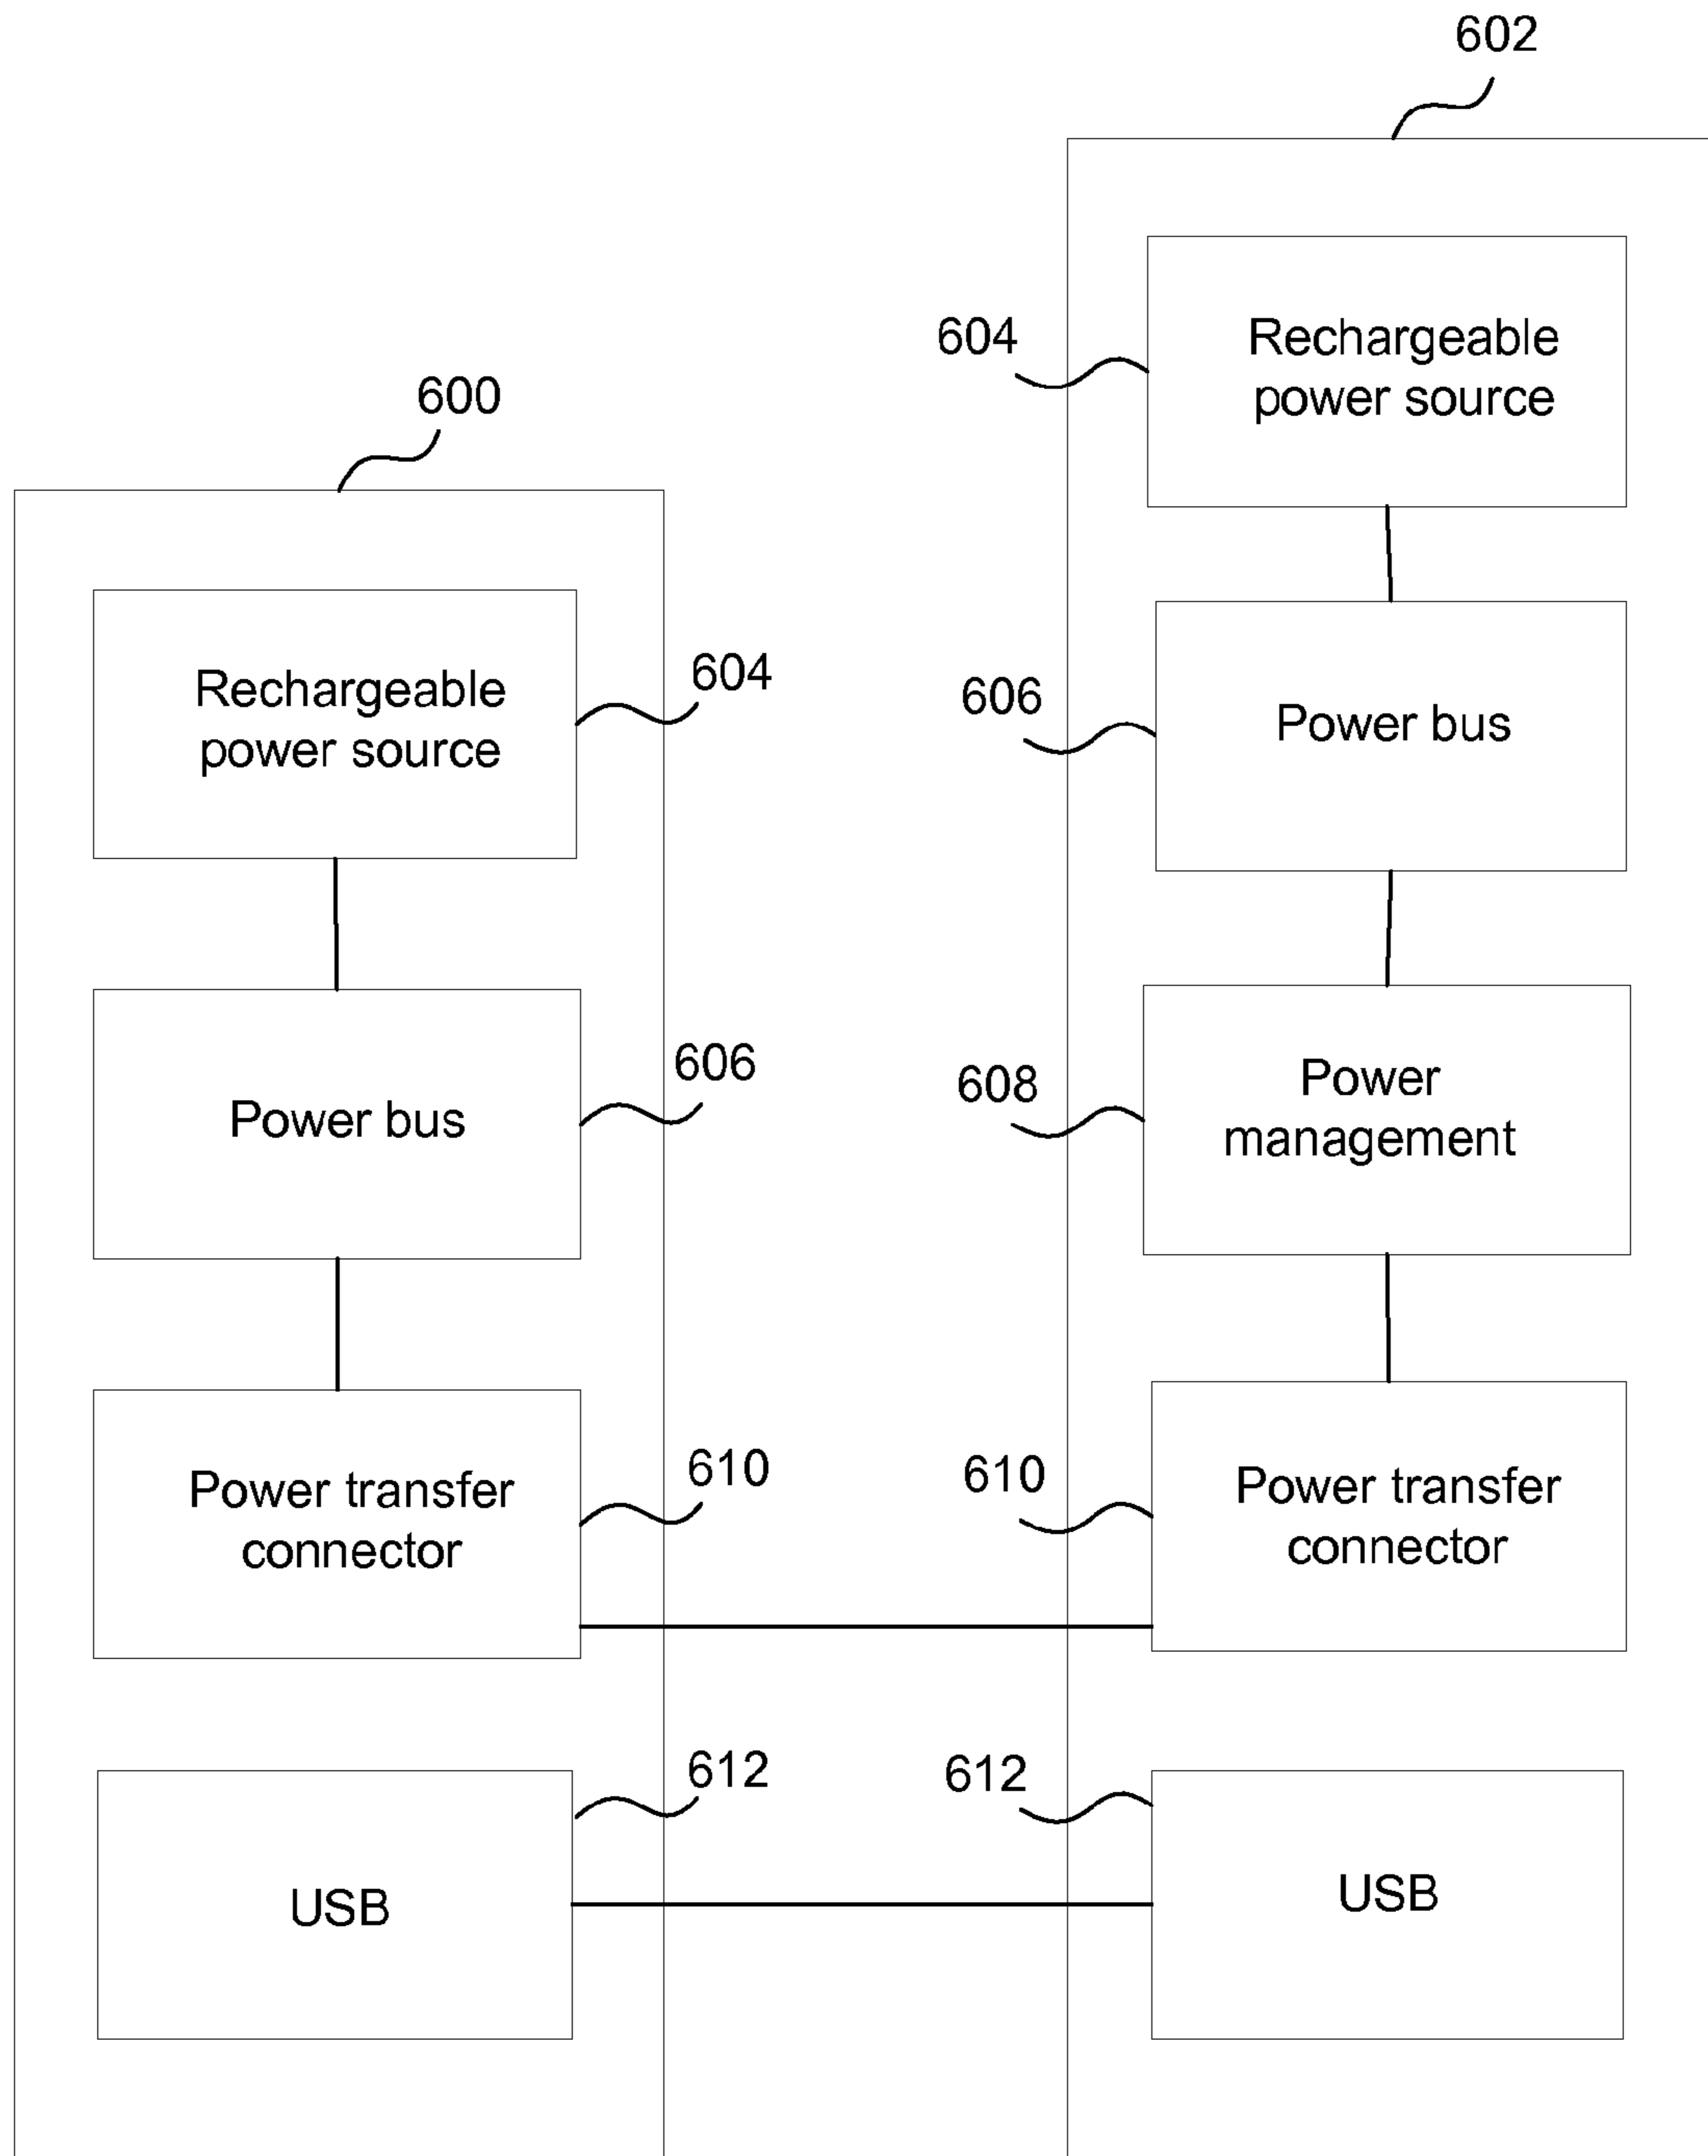 602
604
Rechargeable
power source
600
604
Rechargeable
power source
606
Power bus
606
Power bus
608
Power
management
610
Power transfer
connector
610
Power transfer
connector
612
USB
612
USB